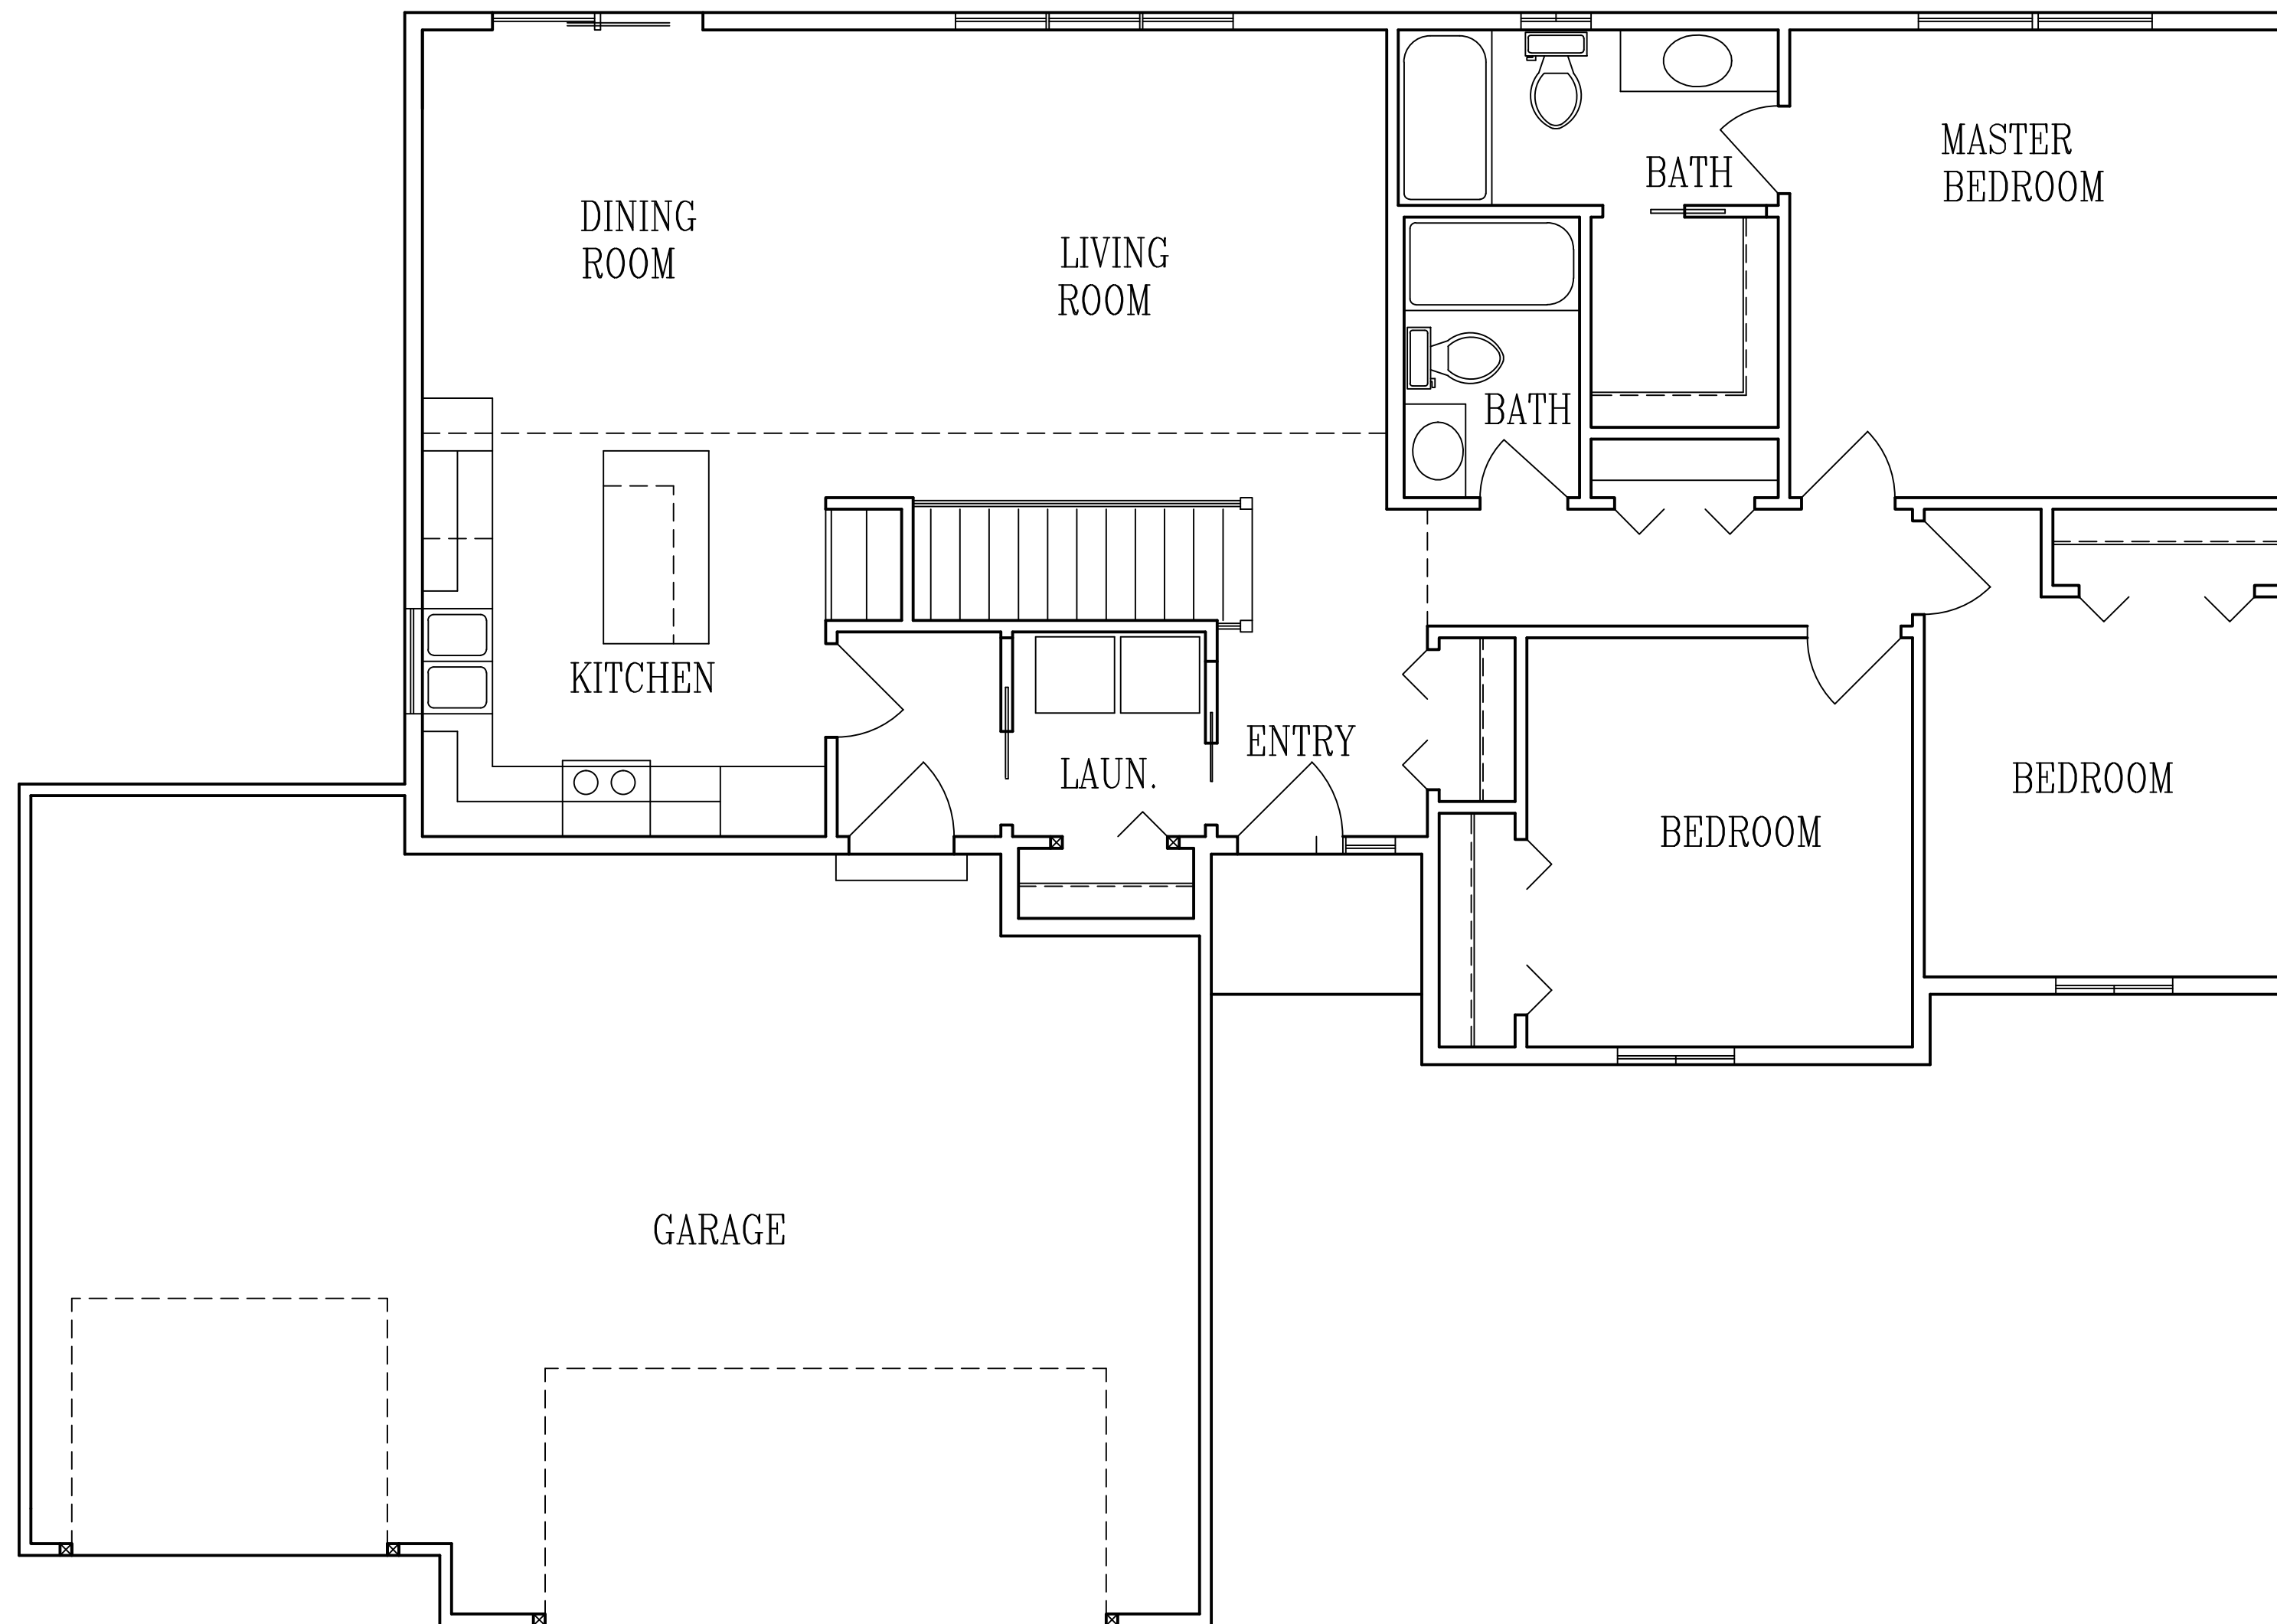 MASTER
BEDROOM
BATH
DINING
ROOM
LIVING
ROOM
BATH
KITCHEN
ENTRY
LAUN.
BEDROOM
BEDROOM
GARAGE